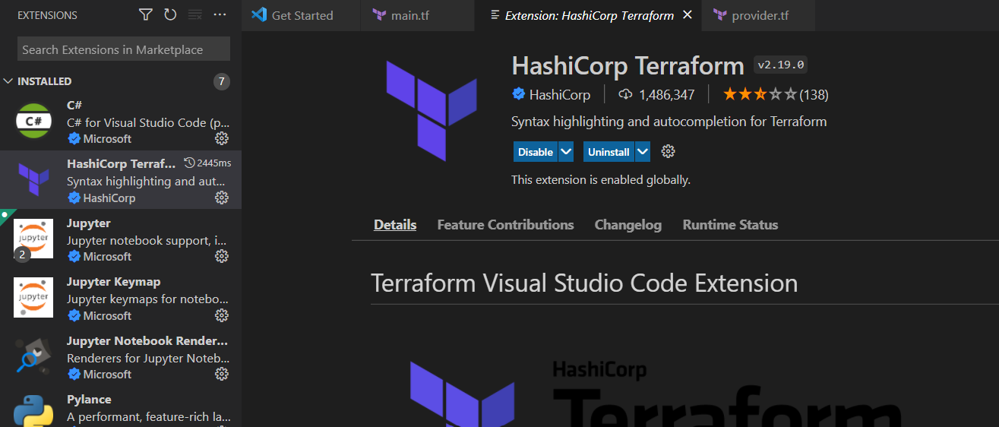 EXTENSIONS
Search Extensions in Marketplace
INSTALLED 7
C#
C# for Visual Studio Code (p...
Microsoft
HashiCorp Terraf... 2445ms
Syntax highlighting and aut...
HashiCorp
Jupyter
Jupyter notebook support, i...
Microsoft
2
Jupyter Keymap
Jupyter keymaps for notebo...
Microsoft
Jupyter Notebook Render...
Renderers for Jupyter Noteb...
Microsoft
Pylance
A performant, feature-rich la...
C#
jupyter
jupyter
Get Started main.tf Extension: HashiCorp Terraform provider.tf
HashiCorp Terraform v2.19.0
HashiCorp 1,486,347 (138)
Syntax highlighting and autocompletion for Terraform
Disable Uninstall
This extension is enabled globally.
Details Feature Contributions Changelog Runtime Status
Terraform Visual Studio Code Extension
HashiCorp
Terraform